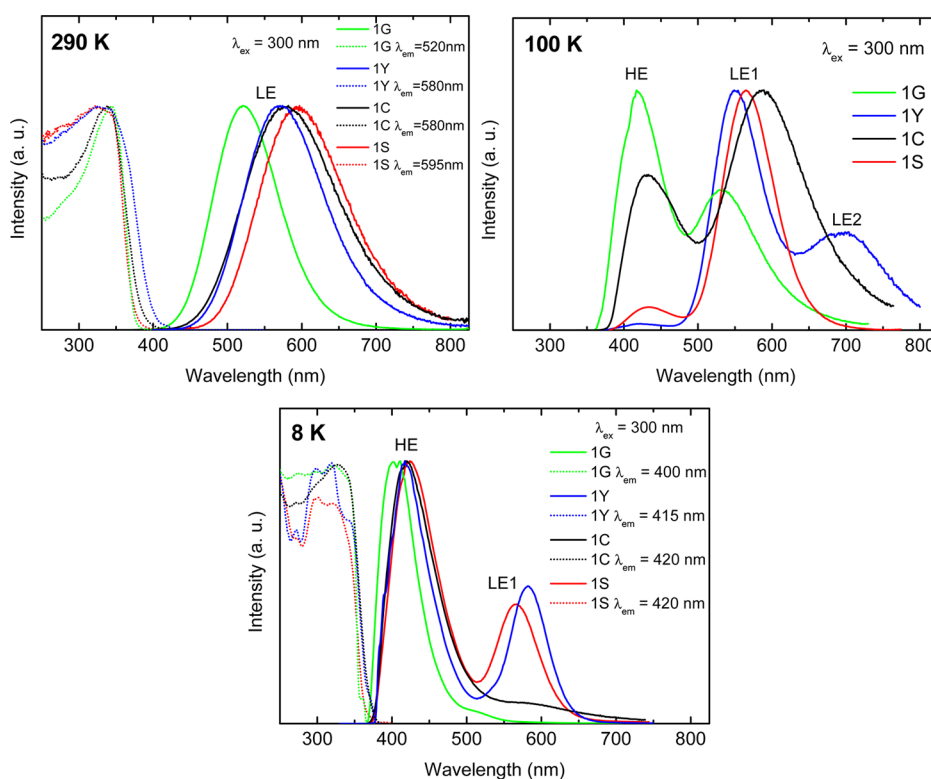 290 K
λex = 300 nm
1G
1G λem=520nm
1Y
1Y λem=580nm
1C
1C λem=580nm
1S
1S λem=595nm
LE
Intensity (a. u.)
300 400 500 600 700 800
Wavelength (nm)
100 K
λex = 300 nm
HE
LE1
1G
1Y
1C
1S
LE2
Intensity (a. u.)
300 400 500 600 700 800
Wavelength (nm)
8 K
λex = 300 nm
HE
1G
1G λem = 400 nm
1Y
1Y λem = 415 nm
1C
1C λem = 420 nm
1S
1S λem = 420 nm
LE1
Intensity (a. u.)
300 400 500 600 700 800
Wavelength (nm)